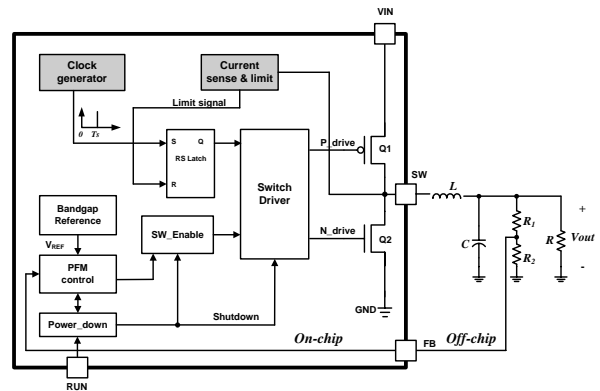 VIN
Clock
generator
Current
sense & limit
Limit signal
0
Ts
S
Q
RS Latch
R
P_drive
Q1
SW
L
Switch
Driver
Bandgap
Reference
VREF
SW_Enable
N_drive
Q2
C
R1
R2
R
+
Vout
-
PFM
control
GND
Power_down
Shutdown
On-chip
FB
Off-chip
RUN